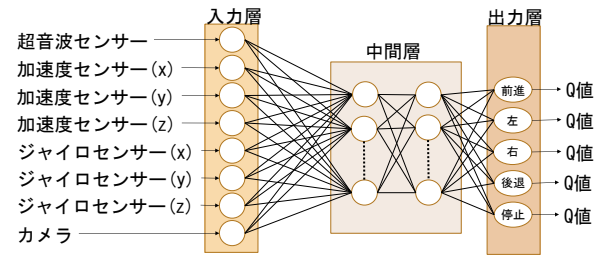 入力層
超音波センサー
加速度センサー(x)
加速度センサー(y)
加速度センサー(z)
ジャイロセンサー(x)
ジャイロセンサー(y)
ジャイロセンサー(z)
カメラ
中間層
出力層
前進 Q値
左 Q値
右 Q値
後退 Q値
停止 Q値